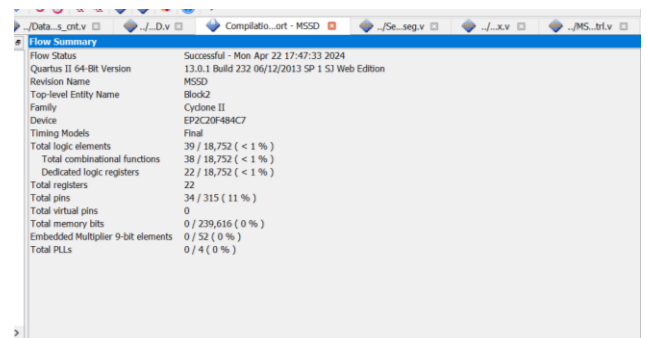 ../Data...s_cnt.v ../...D.v Compilatio...ort - MSSD ../Se...seg.v ../...x.v ../MS...trl.v
Flow Summary
Flow Status Successful - Mon Apr 22 17:47:33 2024
Quartus II 64-Bit Version 13.0.1 Build 232 06/12/2013 SP 1 SJ Web Edition
Revision Name MSSD
Top-level Entity Name Block2
Family Cyclone II
Device EP2C20F484C7
Timing Models Final
Total logic elements 39 / 18,752 ( < 1 % )
Total combinational functions 38 / 18,752 ( < 1 % )
Dedicated logic registers 22 / 18,752 ( < 1 % )
Total registers 22
Total pins 34 / 315 ( 11 % )
Total virtual pins 0
Total memory bits 0 / 239,616 ( 0 % )
Embedded Multiplier 9-bit elements 0 / 52 ( 0 % )
Total PLLs 0 / 4 ( 0 % )